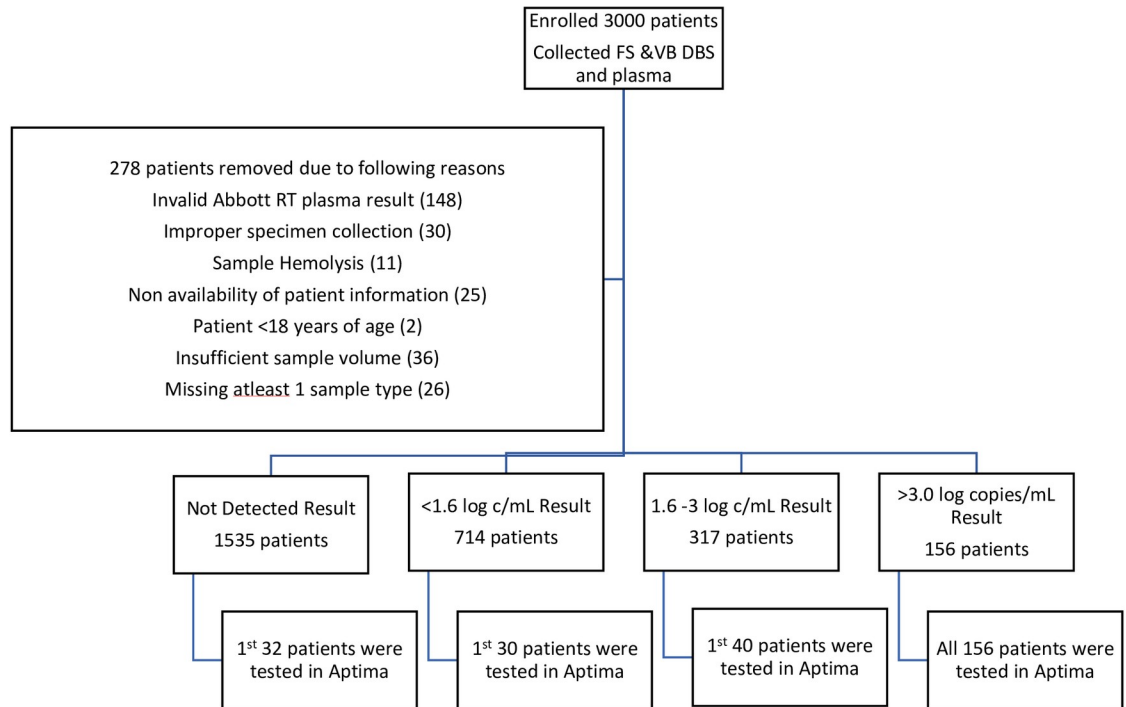 Enrolled 3000 patients
Collected FS &VB DBS
and plasma
278 patients removed due to following reasons
Invalid Abbott RT plasma result (148)
Improper specimen collection (30)
Sample Hemolysis (11)
Non availability of patient information (25)
Patient <18 years of age (2)
Insufficient sample volume (36)
Missing atleast 1 sample type (26)
Not Detected Result
1535 patients
<1.6 log c/mL Result
714 patients
1.6 -3 log c/mL Result
317 patients
>3.0 log copies/mL
Result
156 patients
1st 32 patients were
tested in Aptima
1st 30 patients were
tested in Aptima
1st 40 patients were
tested in Aptima
All 156 patients were
tested in Aptima